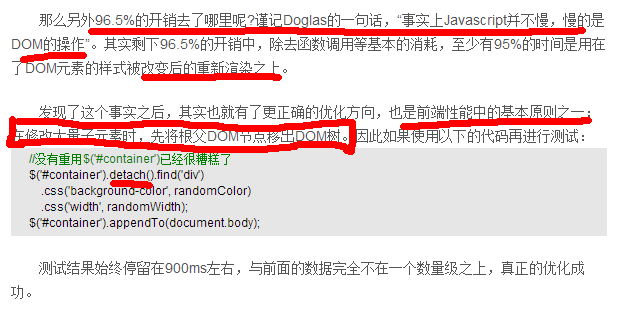 那么另外96.5%的开销去了哪里呢?谨记Doglas的一句话，“事实上Javascript并不慢，慢的是
DOM的操作”。其实剩下96.5%的开销中，除去函数调用等基本的消耗，至少有95%的时间是用在
了DOM元素的样式被改变后的重新渲染之上。
发现了这个事实之后，其实也就有了更正确的优化方向，也是前端性能中的基本原则之一：
在修改大量子元素时，先将根父DOM节点移出DOM树。因此如果使用以下的代码再进行测试：
//没有重用$('#container')已经很糟糕了
$('#container').detach().find('div')
.css('background-color', randomColor)
.css('width', randomWidth);
$('#container').appendTo(document.body);
测试结果始终停留在900ms左右，与前面的数据完全不在一个数量级之上，真正的优化成
功。